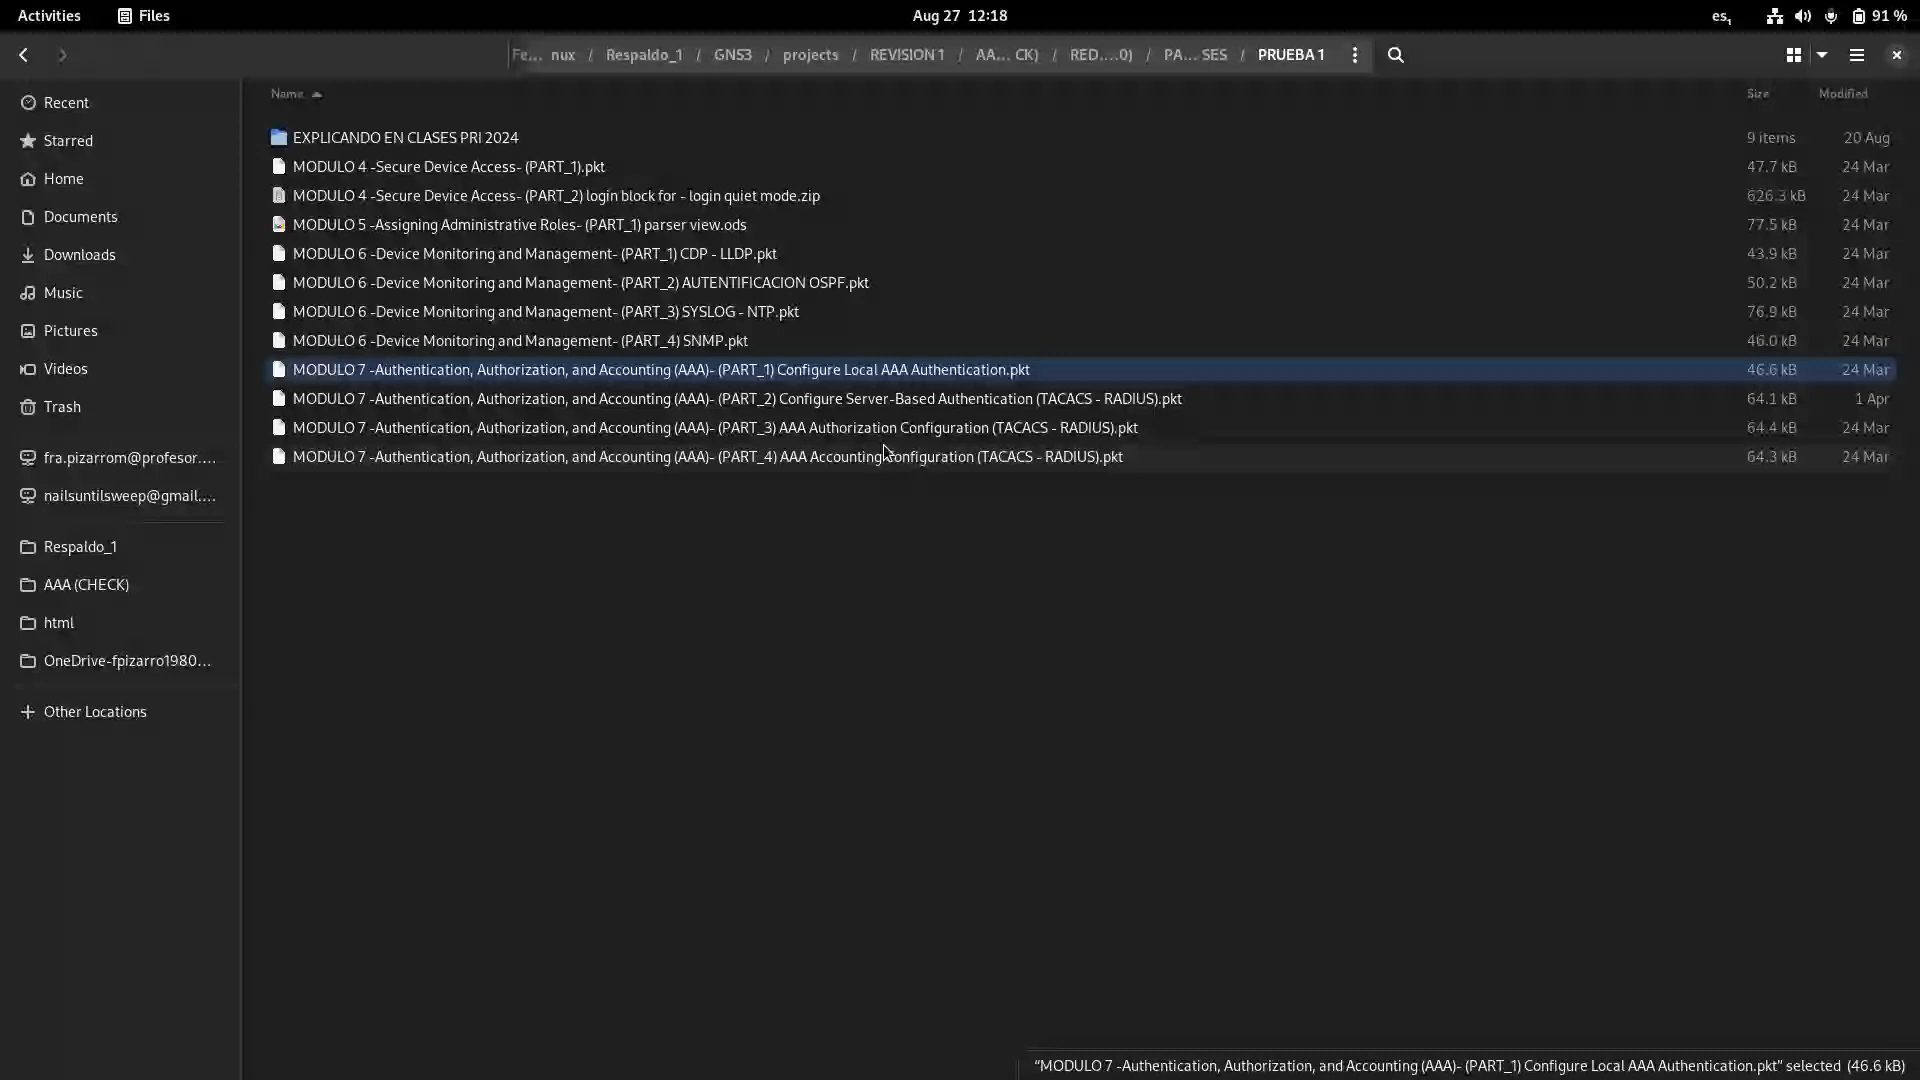 Activities Files Aug 27 12:18 es1 91 %
Fe... nux / Respaldo_1 / GNS3 / projects / REVISION 1 / AA... CK) / RED....0) / PA... SES / PRUEBA 1
Name Size Modified
Recent
Starred
Home
Documents
Downloads
Music
Pictures
Videos
Trash
fra.pizarrom@profesor....
nailsuntilsweep@gmail....
Respaldo_1
AAA (CHECK)
html
OneDrive-fpizarro1980...
Other Locations
EXPLICANDO EN CLASES PRI 2024 9 items 20 Aug
MODULO 4 -Secure Device Access- (PART_1).pkt 47.7 kB 24 Mar
MODULO 4 -Secure Device Access- (PART_2) login block for - login quiet mode.zip 626.3 kB 24 Mar
MODULO 5 -Assigning Administrative Roles- (PART_1) parser view.ods 77.5 kB 24 Mar
MODULO 6 -Device Monitoring and Management- (PART_1) CDP - LLDP.pkt 43.9 kB 24 Mar
MODULO 6 -Device Monitoring and Management- (PART_2) AUTENTIFICACION OSPF.pkt 50.2 kB 24 Mar
MODULO 6 -Device Monitoring and Management- (PART_3) SYSLOG - NTP.pkt 76.9 kB 24 Mar
MODULO 6 -Device Monitoring and Management- (PART_4) SNMP.pkt 46.0 kB 24 Mar
MODULO 7 -Authentication, Authorization, and Accounting (AAA)- (PART_1) Configure Local AAA Authentication.pkt 46.6 kB 24 Mar
MODULO 7 -Authentication, Authorization, and Accounting (AAA)- (PART_2) Configure Server-Based Authentication (TACACS - RADIUS).pkt 64.1 kB 1 Apr
MODULO 7 -Authentication, Authorization, and Accounting (AAA)- (PART_3) AAA Authorization Configuration (TACACS - RADIUS).pkt 64.4 kB 24 Mar
MODULO 7 -Authentication, Authorization, and Accounting (AAA)- (PART_4) AAA Accounting Configuration (TACACS - RADIUS).pkt 64.3 kB 24 Mar
"MODULO 7 -Authentication, Authorization, and Accounting (AAA)- (PART_1) Configure Local AAA Authentication.pkt" selected (46.6 kB)